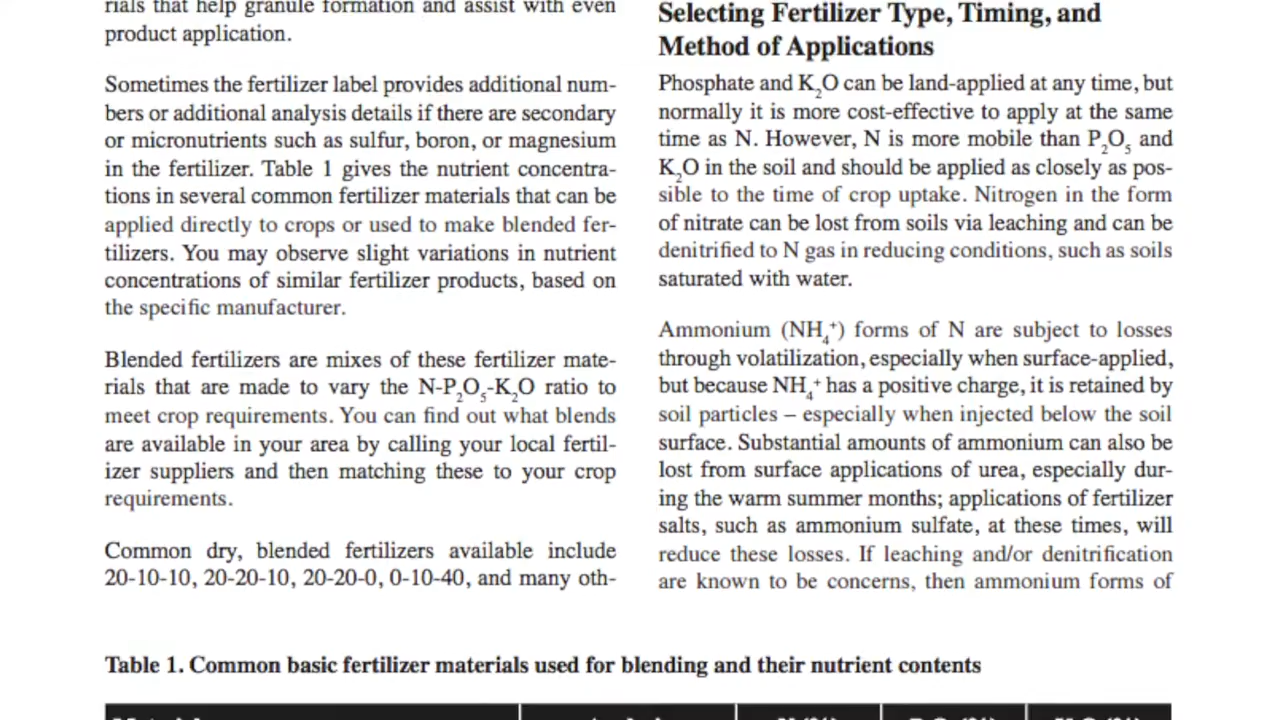 rials that help granule formation and assist with even
product application.
Sometimes the fertilizer label provides additional num-
bers or additional analysis details if there are secondary
or micronutrients such as sulfur, boron, or magnesium
in the fertilizer. Table 1 gives the nutrient concentra-
tions in several common fertilizer materials that can be
applied directly to crops or used to make blended fer-
tilizers. You may observe slight variations in nutrient
concentrations of similar fertilizer products, based on
the specific manufacturer.
Blended fertilizers are mixes of these fertilizer mate-
rials that are made to vary the N-P₂O₅-K₂O ratio to
meet crop requirements. You can find out what blends
are available in your area by calling your local fertil-
izer suppliers and then matching these to your crop
requirements.
Common dry, blended fertilizers available include
20-10-10, 20-20-10, 20-20-0, 0-10-40, and many oth-
Selecting Fertilizer Type, Timing, and
Method of Applications
Phosphate and K₂O can be land-applied at any time, but
normally it is more cost-effective to apply at the same
time as N. However, N is more mobile than P₂O₅ and
K₂O in the soil and should be applied as closely as pos-
sible to the time of crop uptake. Nitrogen in the form
of nitrate can be lost from soils via leaching and can be
denitrified to N gas in reducing conditions, such as soils
saturated with water.
Ammonium (NH₄⁺) forms of N are subject to losses
through volatilization, especially when surface-applied,
but because NH₄⁺ has a positive charge, it is retained by
soil particles – especially when injected below the soil
surface. Substantial amounts of ammonium can also be
lost from surface applications of urea, especially dur-
ing the warm summer months; applications of fertilizer
salts, such as ammonium sulfate, at these times, will
reduce these losses. If leaching and/or denitrification
are known to be concerns, then ammonium forms of
Table 1. Common basic fertilizer materials used for blending and their nutrient contents